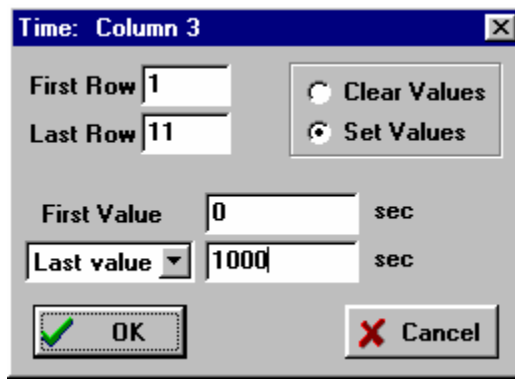 Time: Column 3
First Row 1
Last Row 11
Clear Values
Set Values
First Value 0 sec
Last value 1000 sec
OK Cancel